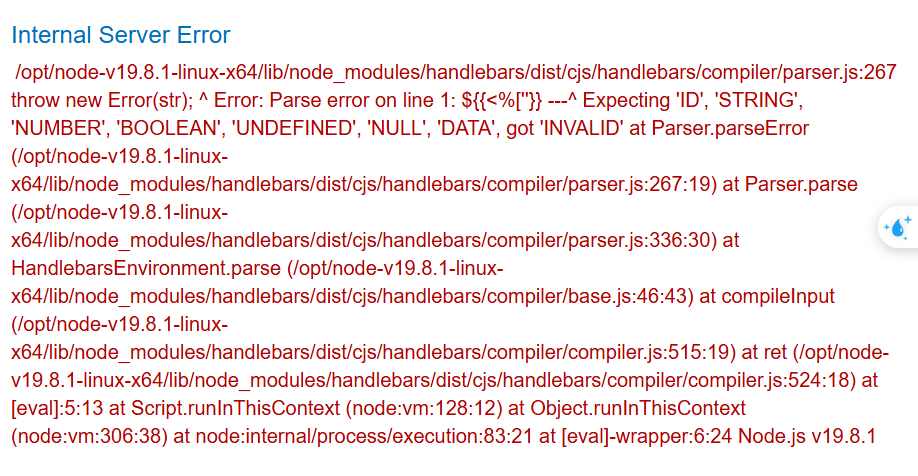 Internal Server Error
/opt/node-v19.8.1-linux-x64/lib/node_modules/handlebars/dist/cjs/handlebars/compiler/parser.js:267
throw new Error(str); ^ Error: Parse error on line 1: ${{<%['"}} ---^ Expecting 'ID', 'STRING',
'NUMBER', 'BOOLEAN', 'UNDEFINED', 'NULL', 'DATA', got 'INVALID' at Parser.parseError
(/opt/node-v19.8.1-linux-
x64/lib/node_modules/handlebars/dist/cjs/handlebars/compiler/parser.js:267:19) at Parser.parse
(/opt/node-v19.8.1-linux-
x64/lib/node_modules/handlebars/dist/cjs/handlebars/compiler/parser.js:336:30) at
HandlebarsEnvironment.parse (/opt/node-v19.8.1-linux-
x64/lib/node_modules/handlebars/dist/cjs/handlebars/compiler/base.js:46:43) at compileInput
(/opt/node-v19.8.1-linux-
x64/lib/node_modules/handlebars/dist/cjs/handlebars/compiler/compiler.js:515:19) at ret (/opt/node-
v19.8.1-linux-x64/lib/node_modules/handlebars/dist/cjs/handlebars/compiler/compiler.js:524:18) at
[eval]:5:13 at Script.runInThisContext (node:vm:128:12) at Object.runInThisContext
(node:vm:306:38) at node:internal/process/execution:83:21 at [eval]-wrapper:6:24 Node.js v19.8.1